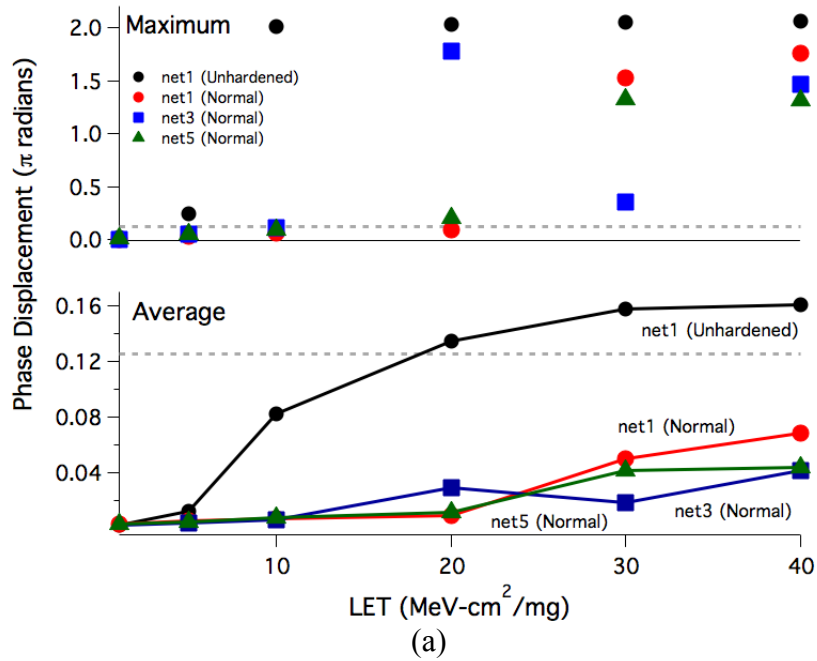 Maximum
net1 (Unhardened)
net1 (Normal)
net3 (Normal)
net5 (Normal)
2.0
1.5
1.0
0.5
0.0
Phase Displacement (π radians)
Average
0.16
0.12
0.08
0.04
net1 (Unhardened)
net1 (Normal)
net5 (Normal)
net3 (Normal)
10
20
30
40
LET (MeV-cm²/mg)
(a)